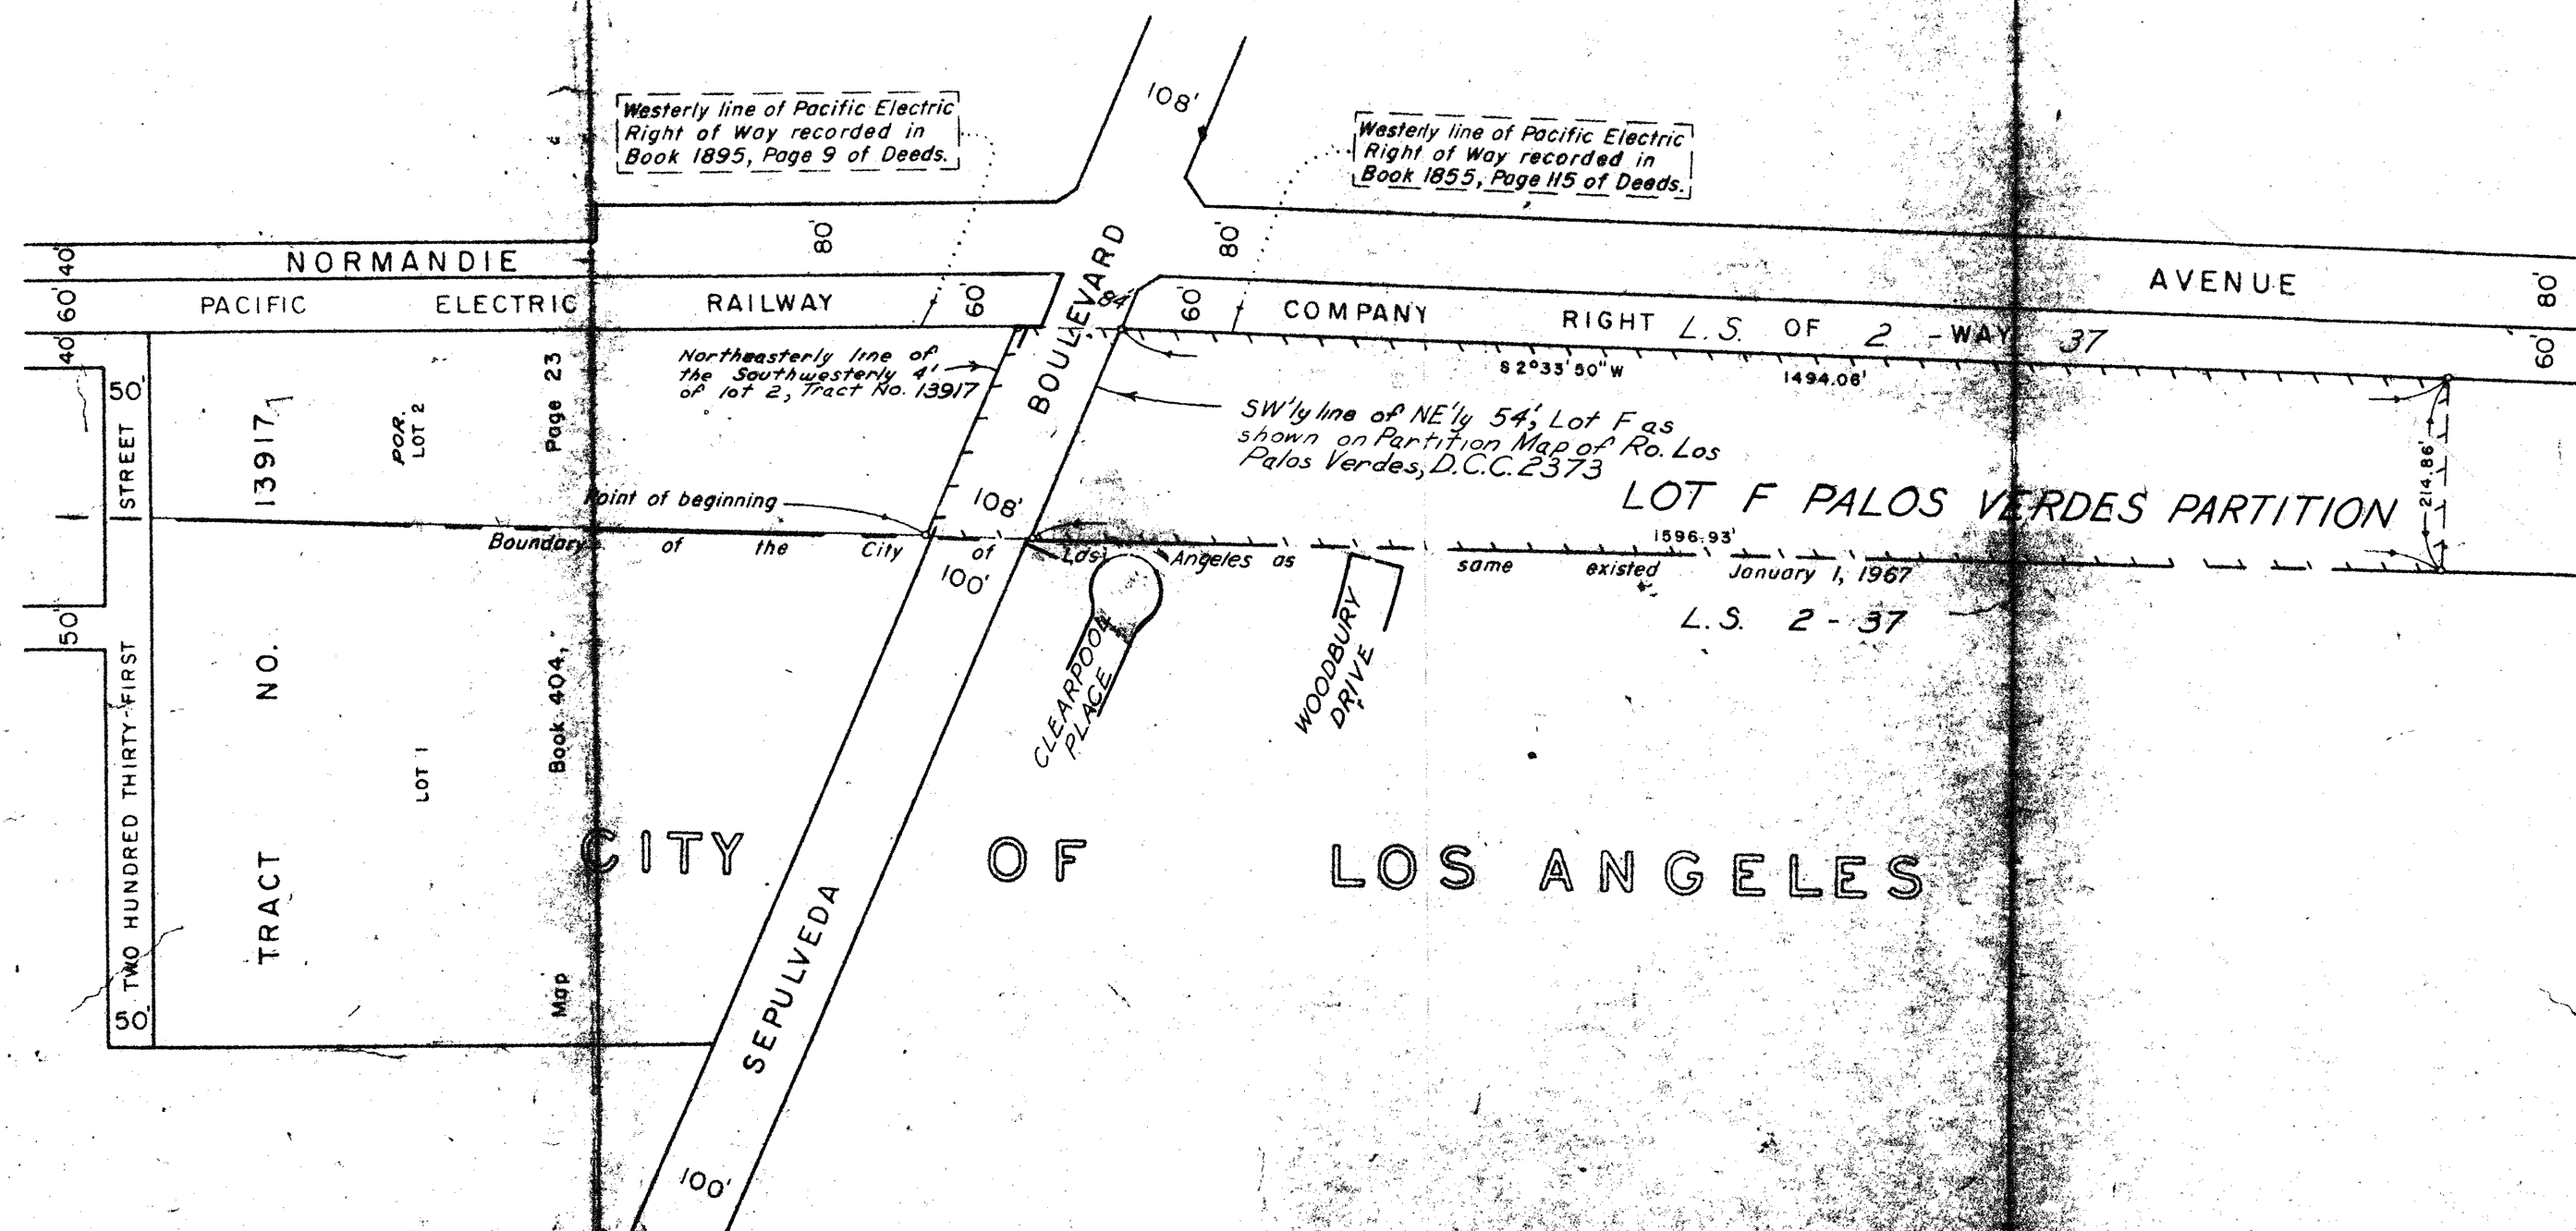 108'
Westerly line of Pacific Electric
Right of Way recorded in
Book 1895, Page 9 of Deeds.
Westerly line of Pacific Electric
Right of Way recorded in
Book 1855, Page 115 of Deeds.
40'
NORMANDIE
80'
80'
AVENUE
80'
60'
PACIFIC ELECTRIC RAILWAY
60'
84'
60'
COMPANY RIGHT OF - WAY
L.S. 2 37
60'
40'
50'
STREET
13917
POR.
LOT 2
Page 23
Northeasterly line of
the Southwesterly 4'
of lot 2, Tract No. 13917
BOULEVARD
S 2°33'50" W
1494.06'
SW'ly line of NE'ly 54', Lot F as
shown on Partition Map of Ro. Los
Palos Verdes, D.C.C. 2373
214.86'
Point of beginning
108'
LOT F PALOS VERDES PARTITION
1596.93'
Boundary of the City of Los Angeles as same existed January 1, 1967
100'
L.S. 2 - 37
50'
TWO HUNDRED THIRTY-FIRST
NO.
LOT 1
Book 404,
CLEARPOOL
PLACE
WOODBURY
DRIVE
CITY OF LOS ANGELES
TRACT
Map
SEPULVEDA
50'
100'